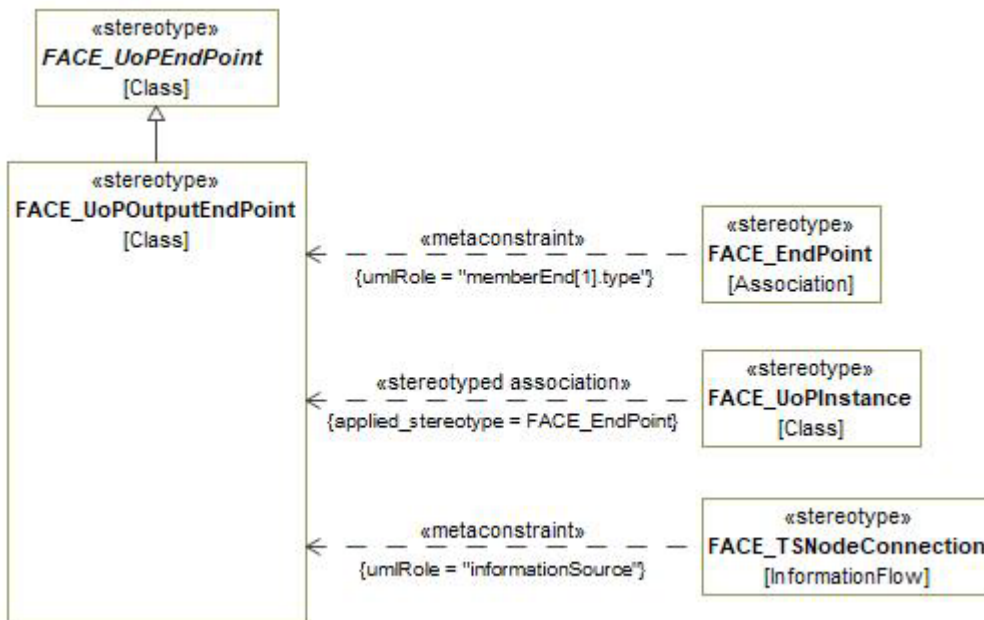 «stereotype»
FACE_UoPEndPoint
[Class]
«stereotype»
FACE_UoPOutputEndPoint
[Class]
«metaconstraint»
{umlRole = "memberEnd[1].type"}
«stereotype»
FACE_EndPoint
[Association]
«stereotyped association»
{applied_stereotype = FACE_EndPoint}
«stereotype»
FACE_UoPInstance
[Class]
«metaconstraint»
{umlRole = "informationSource"}
«stereotype»
FACE_TSNodeConnection
[InformationFlow]